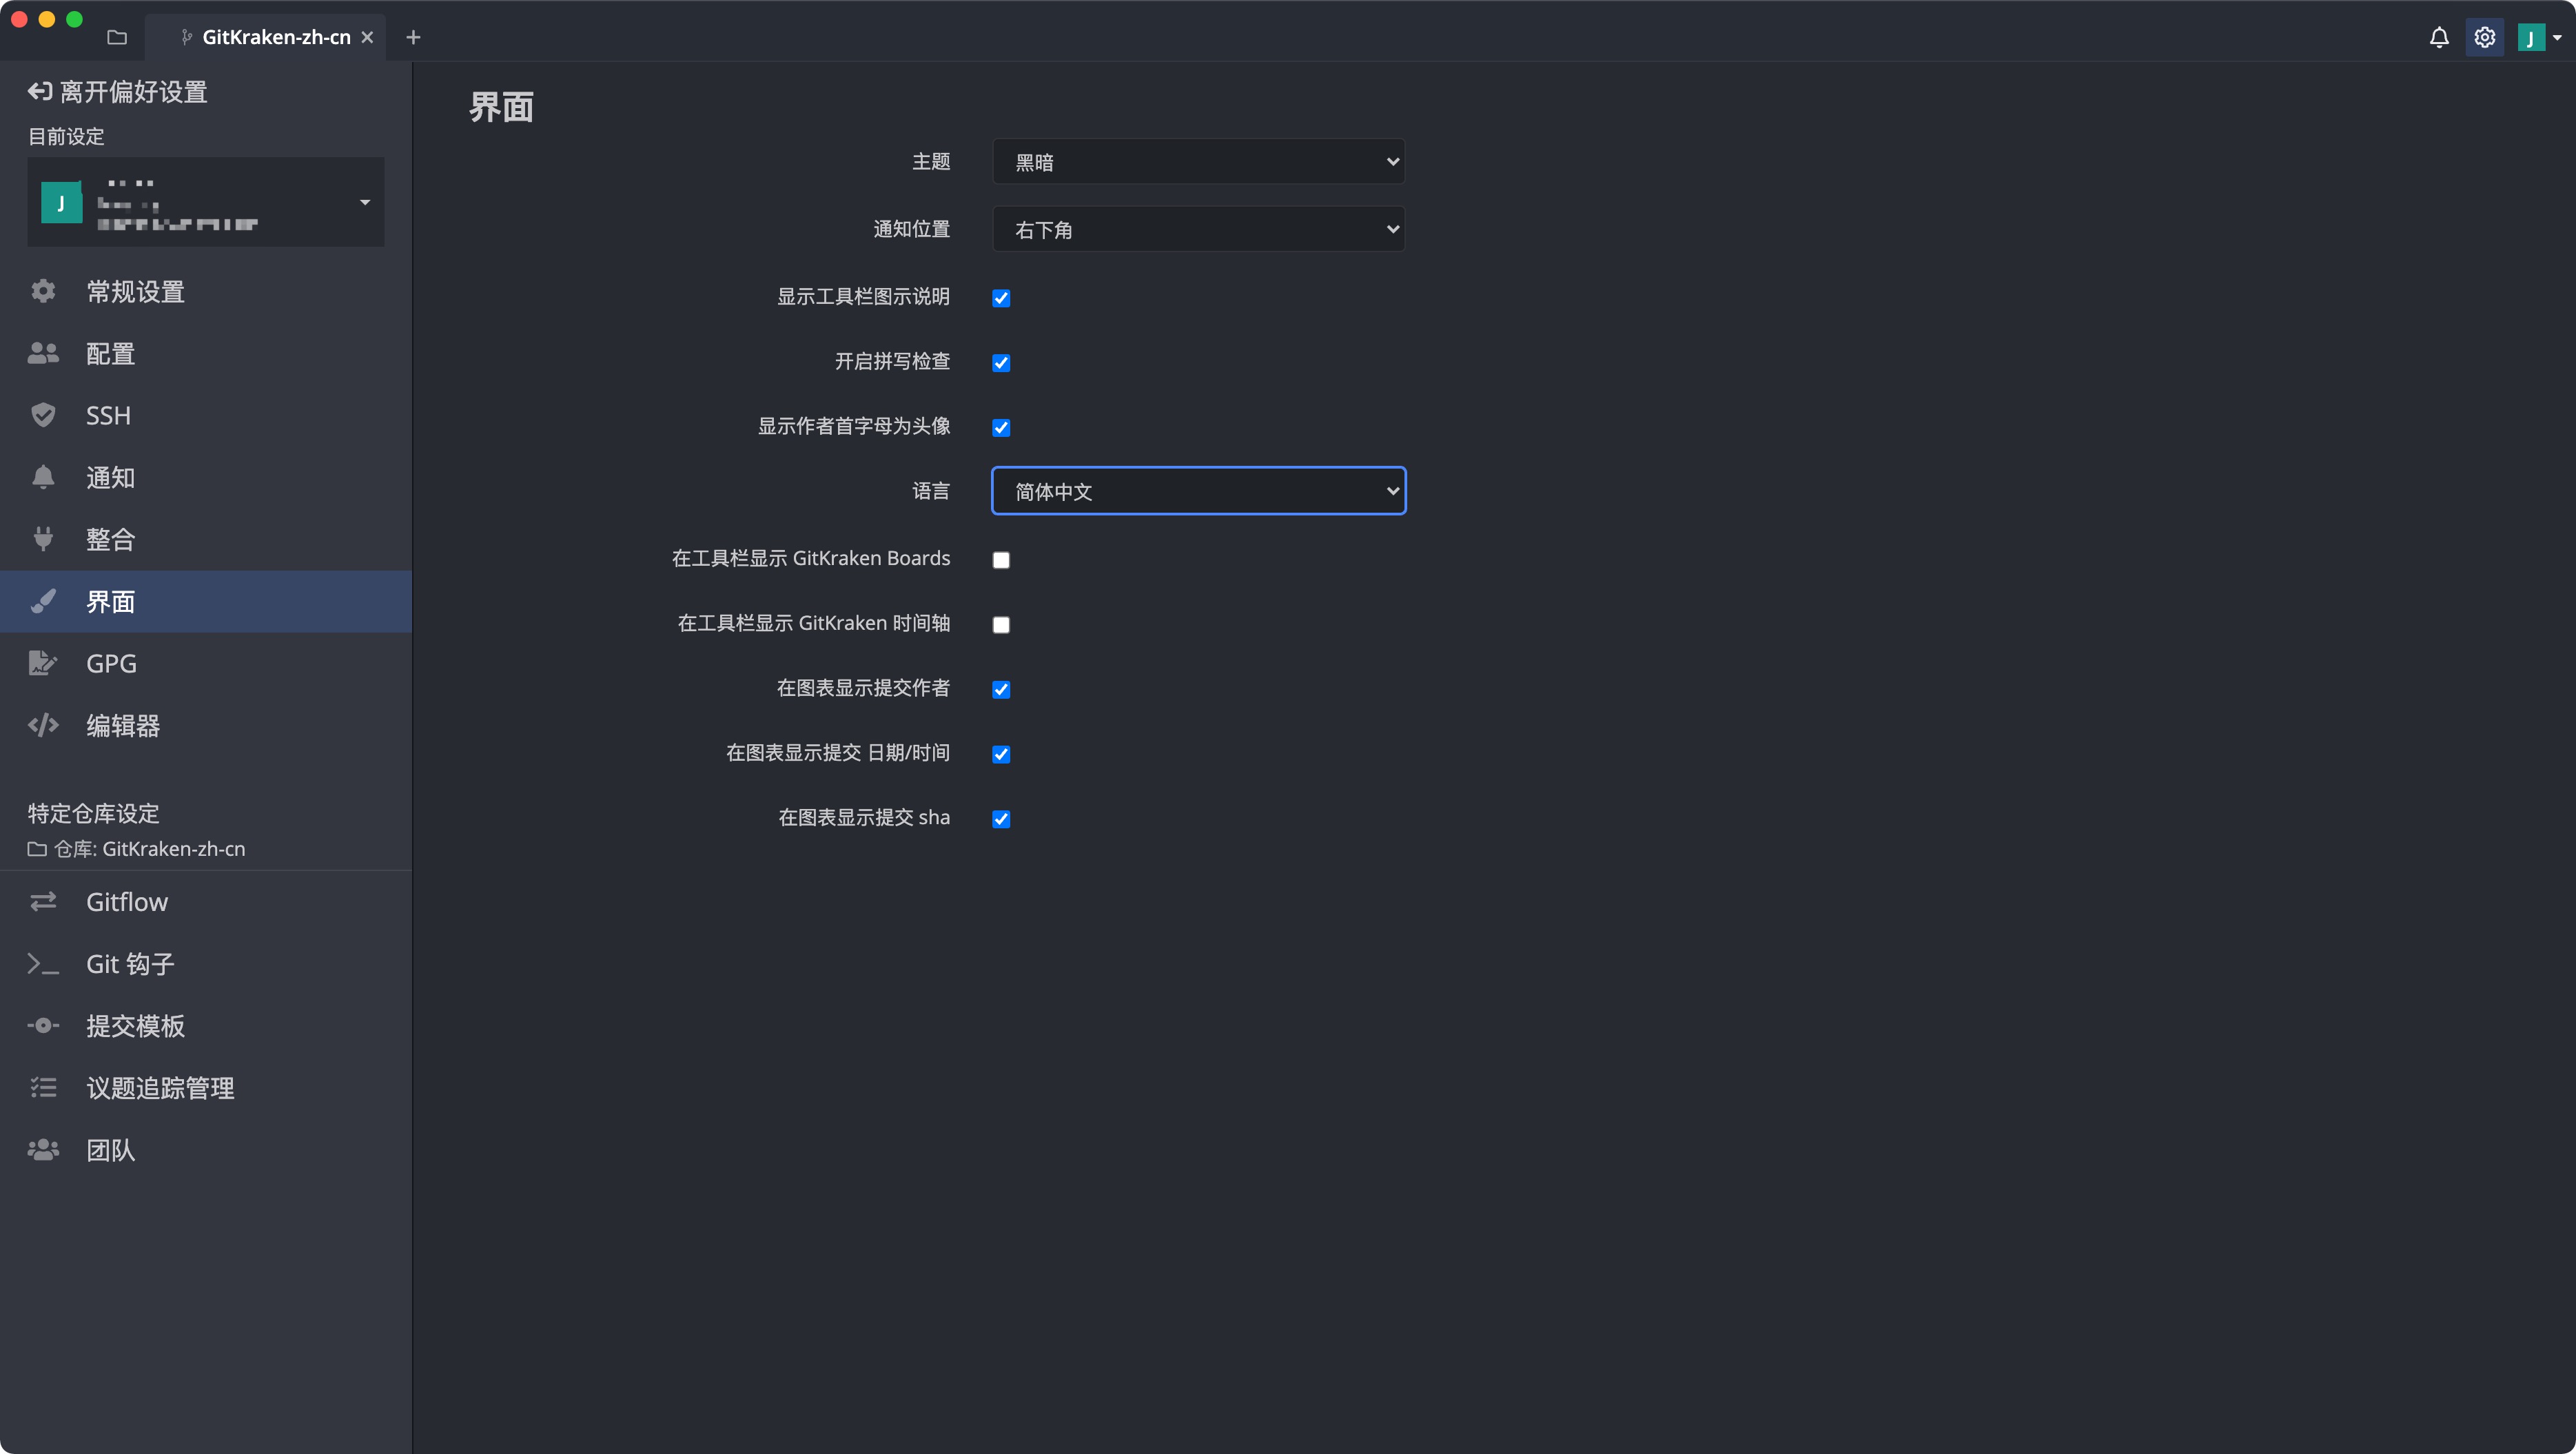 GitKraken-zh-cn
J
离开偏好设置
目前设定
J
常规设置
配置
SSH
通知
整合
界面
GPG
编辑器
特定仓库设定
仓库: GitKraken-zh-cn
Gitflow
Git 钩子
提交模板
议题追踪管理
团队
界面
主题 黑暗
通知位置 右下角
显示工具栏图示说明
开启拼写检查
显示作者首字母为头像
语言 简体中文
在工具栏显示 GitKraken Boards
在工具栏显示 GitKraken 时间轴
在图表显示提交作者
在图表显示提交 日期/时间
在图表显示提交 sha